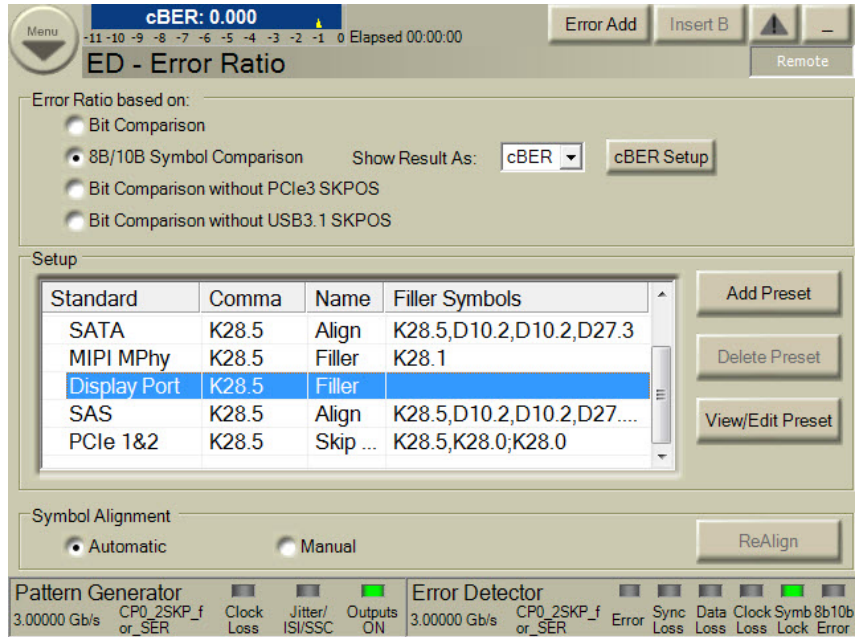 Menu
cBER: 0.000
-11 -10 -9 -8 -7 -6 -5 -4 -3 -2 -1 0 Elapsed 00:00:00
Error Add
Insert B
_
ED - Error Ratio
Remote
Error Ratio based on:
Bit Comparison
8B/10B Symbol Comparison
Show Result As:
cBER
cBER Setup
Bit Comparison without PCIe3 SKPOS
Bit Comparison without USB3.1 SKPOS
Setup
Standard Comma Name Filler Symbols
SATA K28.5 Align K28.5,D10.2,D10.2,D27.3
MIPI MPhy K28.5 Filler K28.1
Display Port K28.5 Filler
SAS K28.5 Align K28.5,D10.2,D10.2,D27....
PCIe 1&2 K28.5 Skip ... K28.5,K28.0;K28.0
Add Preset
Delete Preset
View/Edit Preset
Symbol Alignment
Automatic
Manual
ReAlign
Pattern Generator
3.00000 Gb/s
CP0_2SKP_f
or_SER
Clock
Loss
Jitter/
ISI/SSC
Outputs
ON
Error Detector
3.00000 Gb/s
CP0_2SKP_f
or_SER
Error
Sync
Loss
Data
Loss
Clock
Loss
Symb
Lock
8b10b
Error